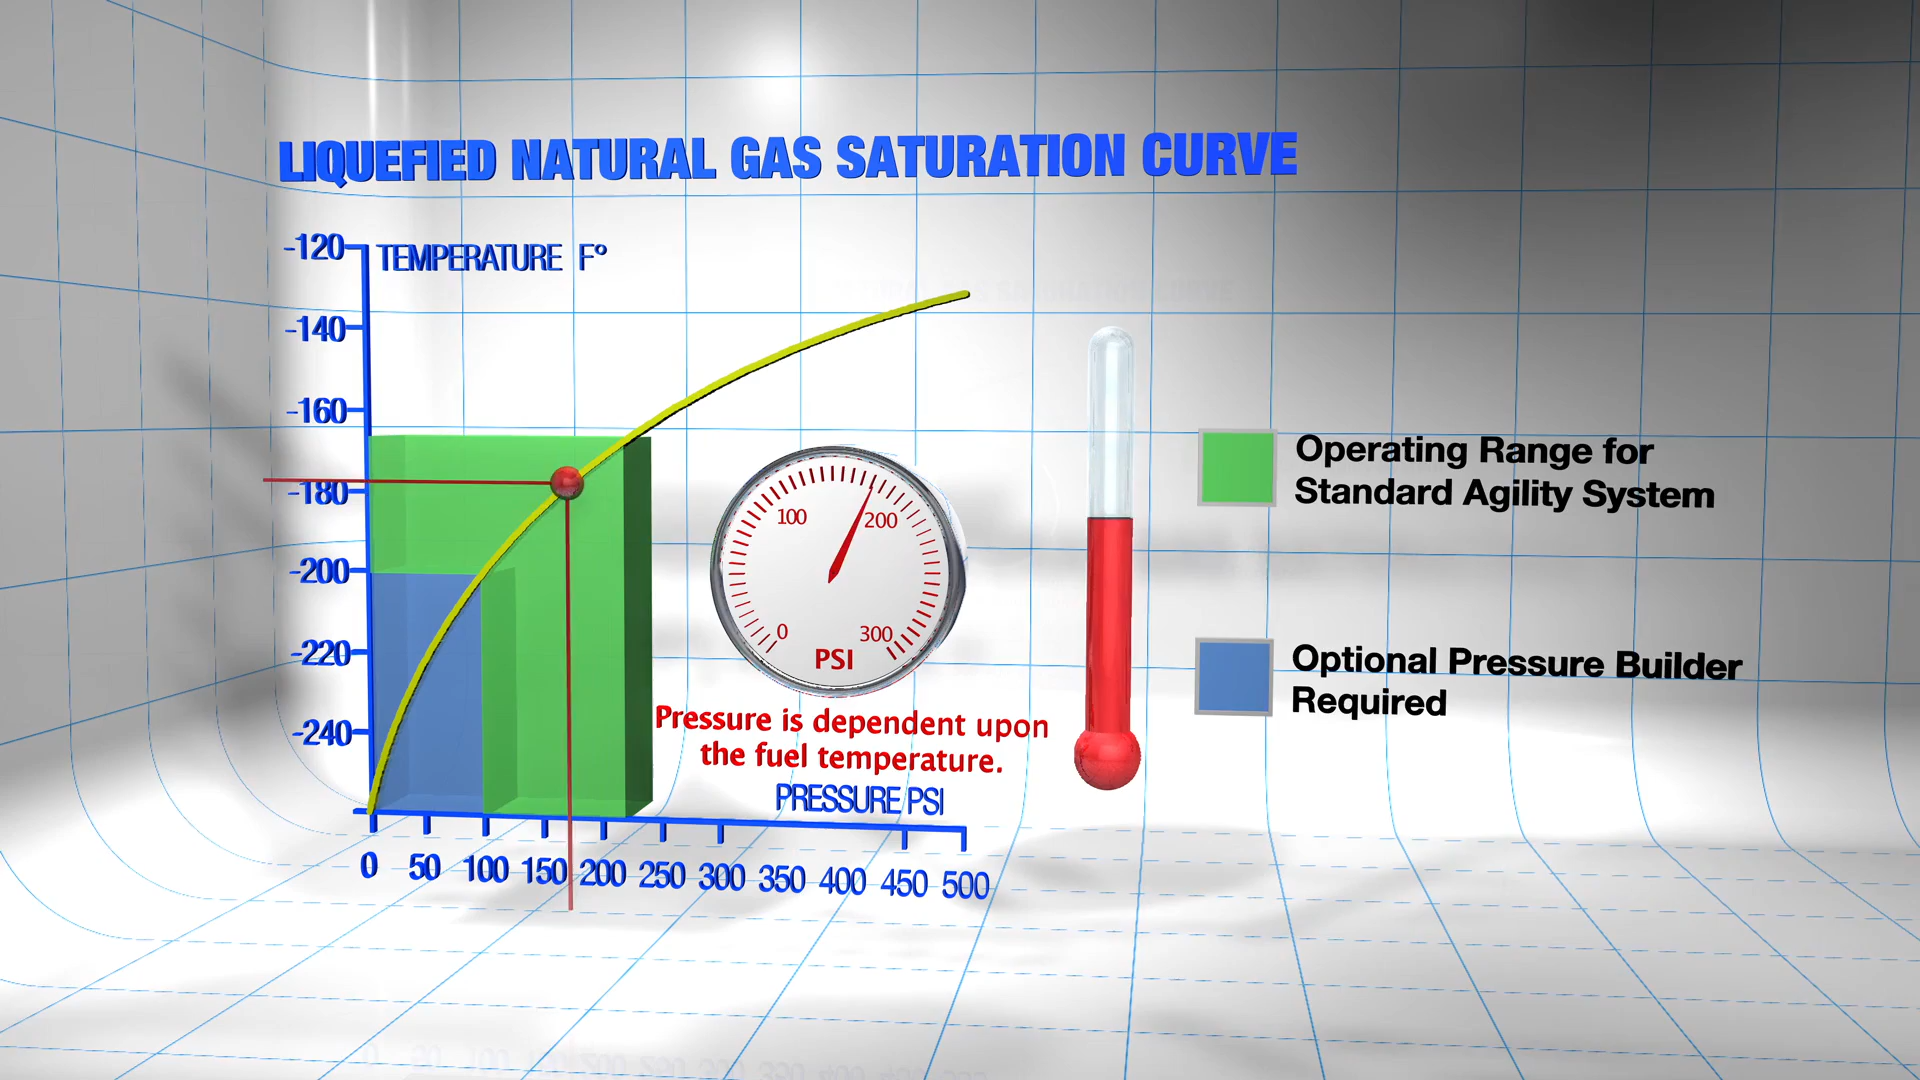 LIQUEFIED NATURAL GAS SATURATION CURVE
TEMPERATURE F°
-120
-140
-160
-180
-200
-220
-240
100
200
0
300
PSI
Pressure is dependent upon
the fuel temperature.
PRESSURE PSI
0 50 100 150 200 250 300 350 400 450 500
Operating Range for
Standard Agility System
Optional Pressure Builder
Required